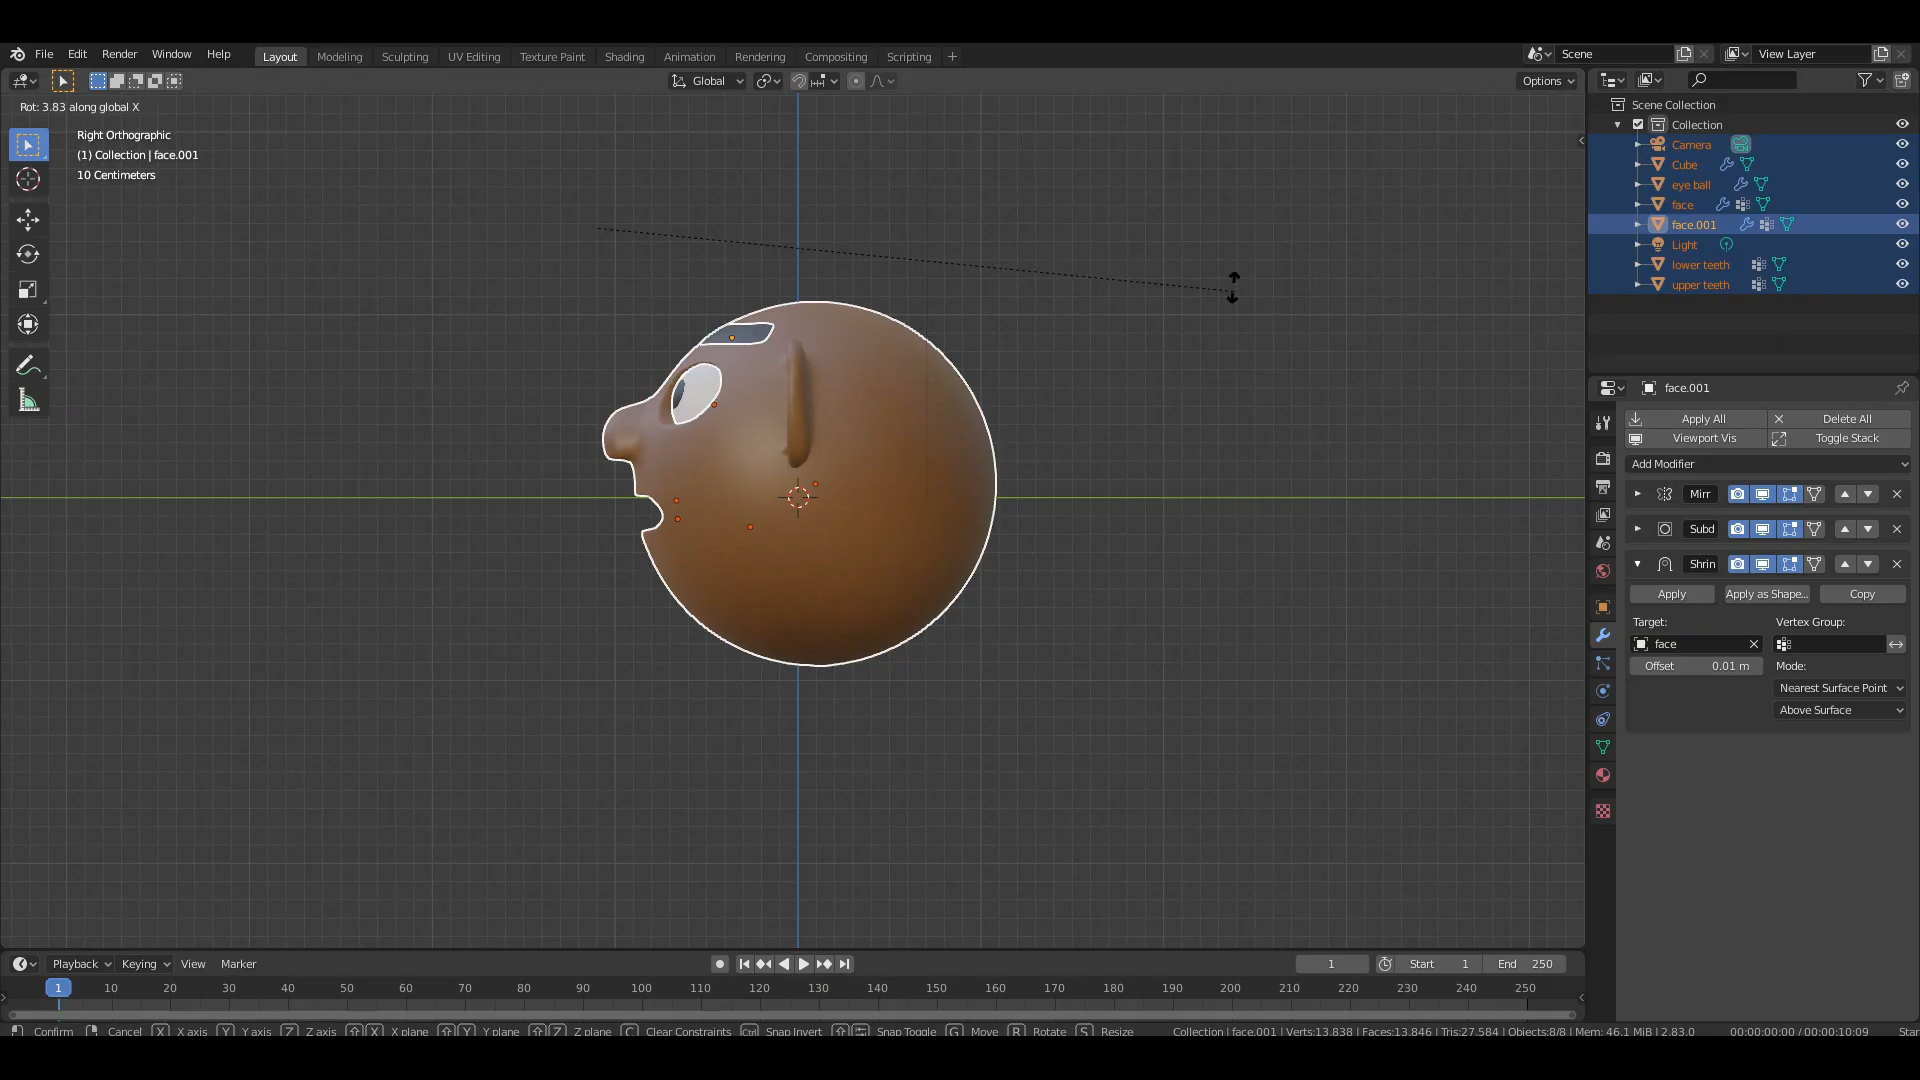 File Edit Render Window Help Layout Modeling Sculpting UV Editing Texture Paint Shading Animation Rendering Compositing Scripting + Scene View Layer
Global Options
Rot: 3.83 along global X
Right Orthographic
(1) Collection | face.001
10 Centimeters
Scene Collection
Collection
Camera
Cube
eye ball
face
face.001
Light
lower teeth
upper teeth
face.001
Apply All Delete All
Viewport Vis Toggle Stack
Add Modifier
Mirr
Subd
Shrin
Apply Apply as Shape... Copy
Target: Vertex Group:
face
Offset 0.01 m Mode:
Nearest Surface Point
Above Surface
Playback Keying View Marker 1 Start 1 End 250
1 10 20 30 40 50 60 70 80 90 100 110 120 130 140 150 160 170 180 190 200 210 220 230 240 250
Confirm Cancel X X axis Y Y axis Z Z axis X X plane Y Y plane Z Z plane C Clear Constraints Ctrl Snap Invert Snap Toggle G Move R Rotate S Resize Collection | face.001 | Verts:13.838 | Faces:13.846 | Tris:27.584 | Objects:8/8 | Mem: 46.1 MiB | 2.83.0 00:00:00:00 / 00:00:10:09 Star